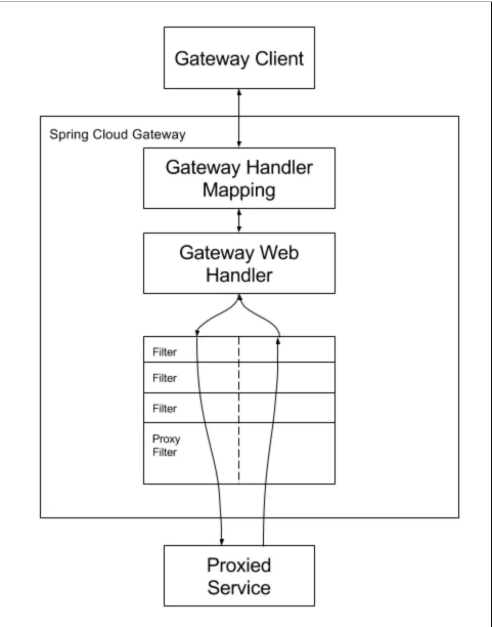 Gateway Client
Spring Cloud Gateway
Gateway Handler
Mapping
Gateway Web
Handler
Filter
Filter
Filter
Proxy
Filter
Proxied
Service